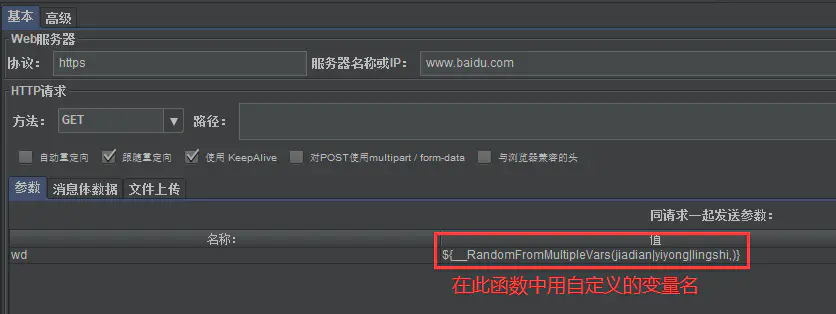 基本 高级
Web服务器
协议： https 服务器名称或IP： www.baidu.com
HTTP请求
方法： GET 路径：
自动重定向 跟随重定向 使用 KeepAlive 对POST使用multipart / form-data 与浏览器兼容的头
参数 消息体数据 文件上传
同请求一起发送参数：
名称： 值
wd ${__RandomFromMultipleVars(jiadian|yiyong|lingshi,)}
在此函数中用自定义的变量名